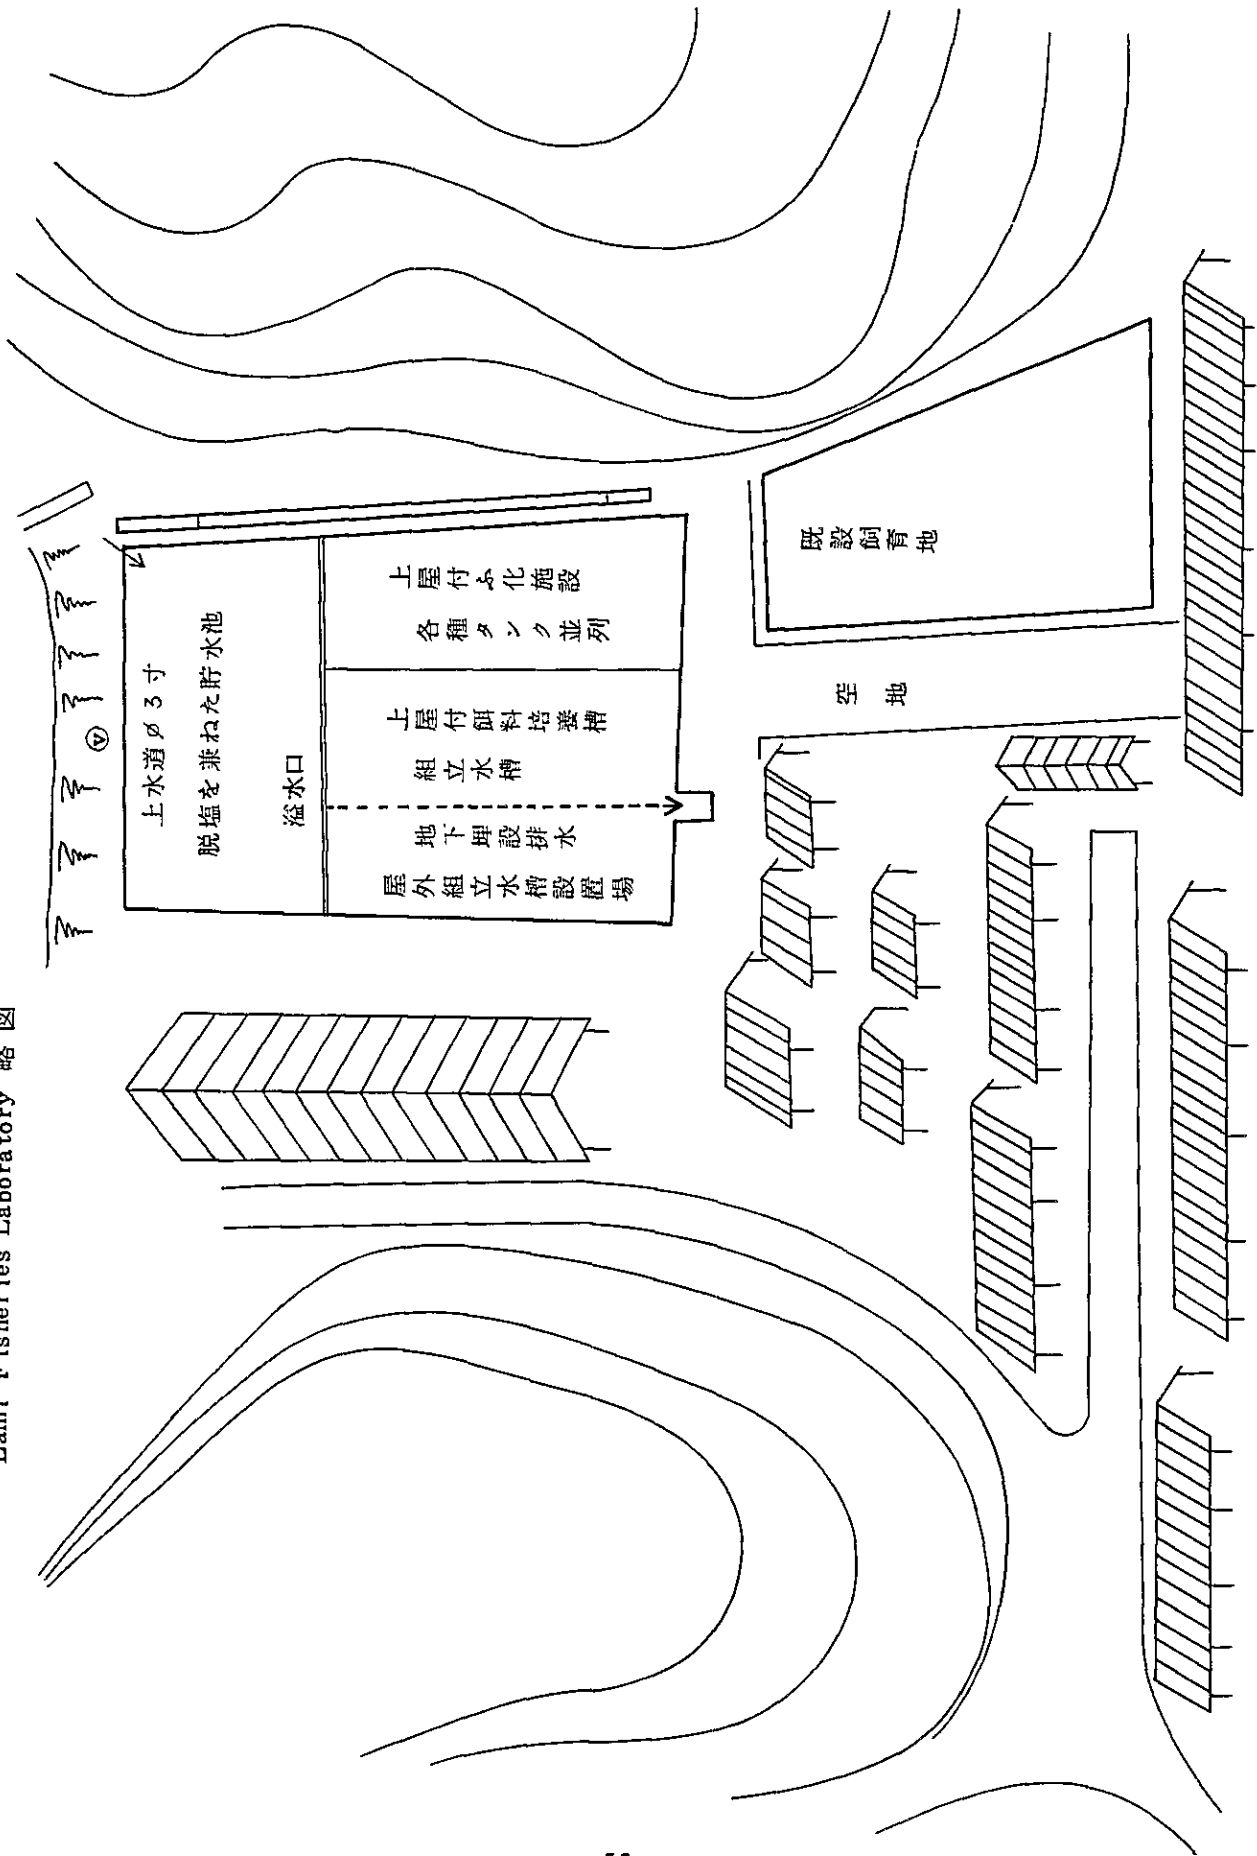 Lami Fisheries Laboratory 略図
Ⓥ
上水道φ3寸
脱塩を兼ねた貯水池
溢水口
上屋付ふ化施設
各種タンク並列
上屋付餌料培養槽
組立水槽
地下埋設排水
屋外組立水槽設置場
既設飼育地
空地